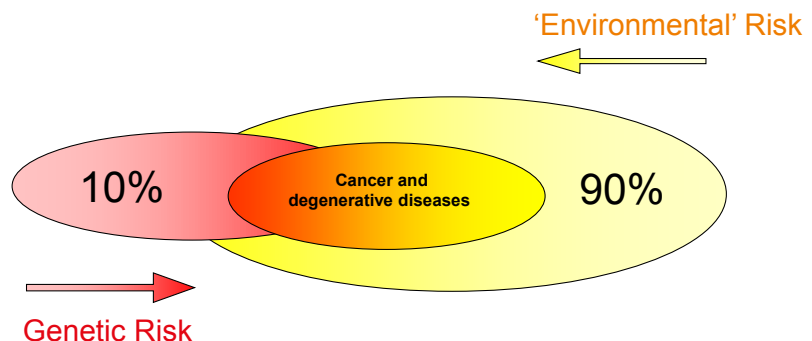 ‘Environmental’ Risk
10%
Cancer and
degenerative diseases
90%
Genetic Risk